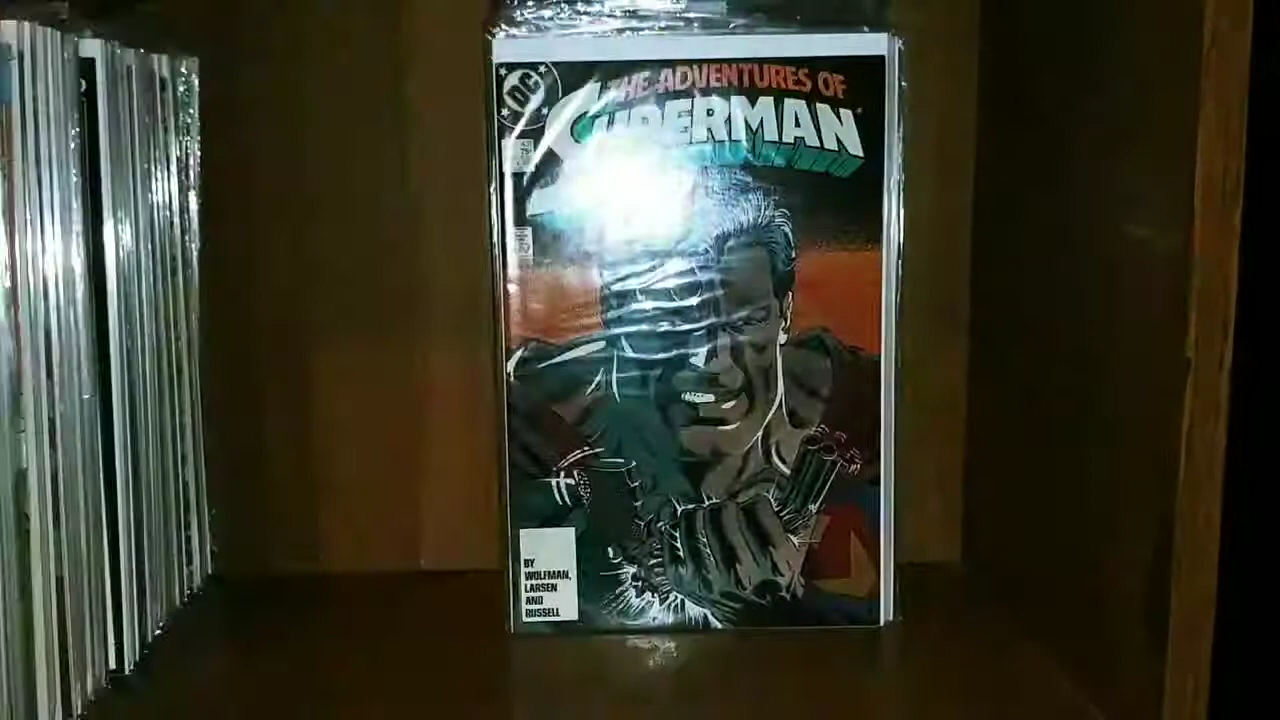 DC
THE ADVENTURES OF
SUPERMAN
BY
WOLFMAN,
LARSEN
AND
RUSSELL